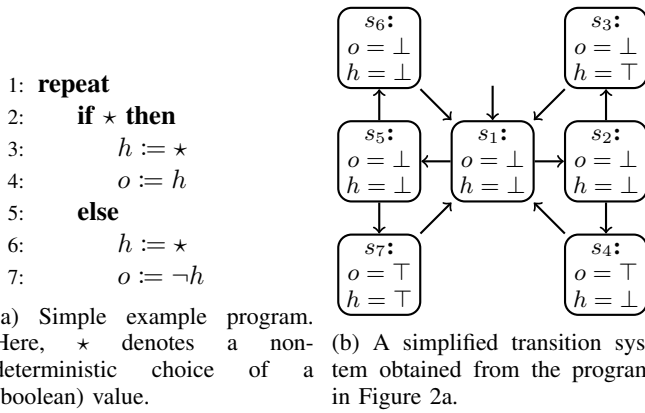 1: repeat
2: if ⋆ then
3: h := ⋆
4: o := h
5: else
6: h := ⋆
7: o := ¬h
a) Simple example program.
Here, ⋆ denotes a non-
deterministic choice of a
boolean) value.
s6:
o = ⊥
h = ⊥
s3:
o = ⊥
h = ⊤
s5:
o = ⊥
h = ⊥
s1:
o = ⊥
h = ⊥
s2:
o = ⊥
h = ⊥
s7:
o = ⊤
h = ⊤
s4:
o = ⊤
h = ⊥
(b) A simplified transition sys-
tem obtained from the program
in Figure 2a.